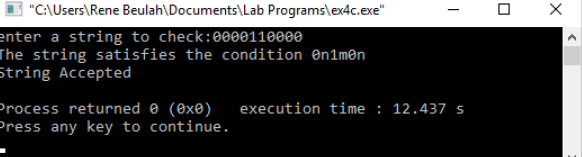 "C:\Users\Rene Beulah\Documents\Lab Programs\ex4c.exe"
enter a string to check:0000110000
The string satisfies the condition 0n1m0n
String Accepted
Process returned 0 (0x0)   execution time : 12.437 s
Press any key to continue.